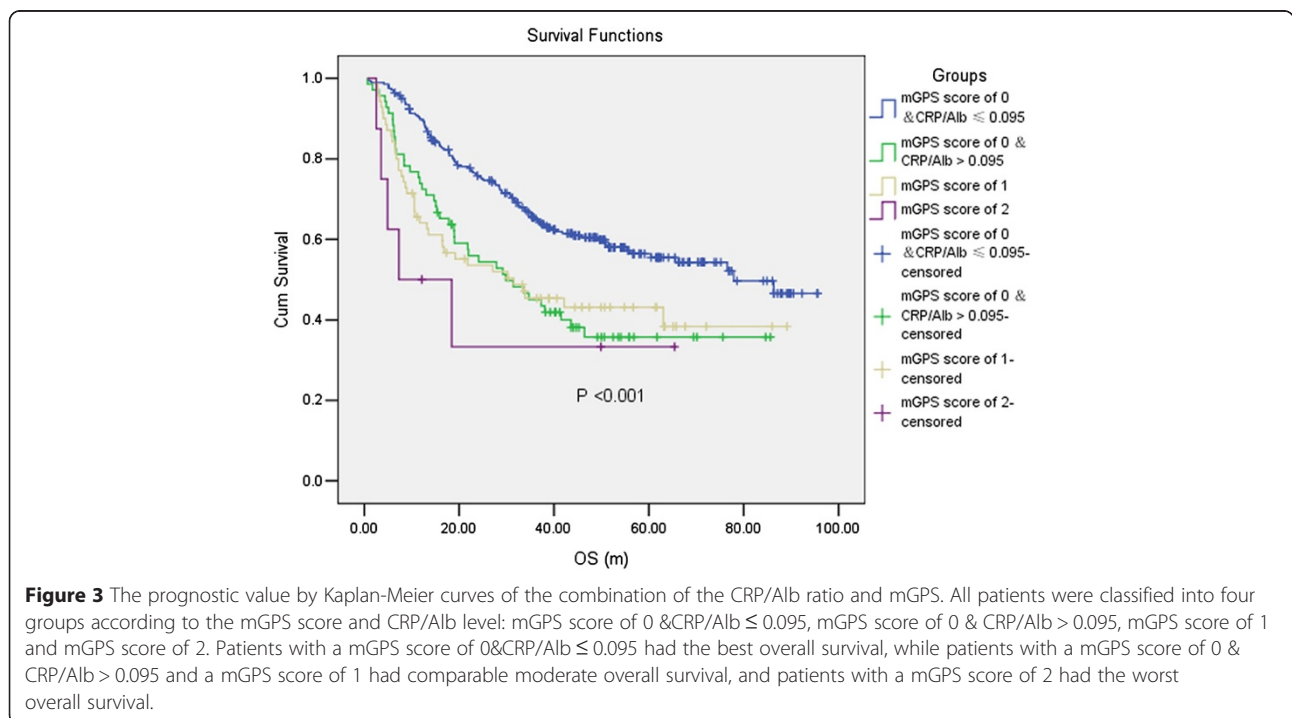 Survival Functions
Cum Survival
1.0
0.8
0.6
0.4
0.2
0.0
P <0.001
0.00 20.00 40.00 60.00 80.00 100.00
OS (m)
Groups
mGPS score of 0
&CRP/Alb ≤ 0.095
mGPS score of 0 &
CRP/Alb > 0.095
mGPS score of 1
mGPS score of 2
mGPS score of 0
&CRP/Alb ≤ 0.095-
censored
mGPS score of 0 &
CRP/Alb > 0.095-
censored
mGPS score of 1-
censored
mGPS score of 2-
censored
Figure 3 The prognostic value by Kaplan-Meier curves of the combination of the CRP/Alb ratio and mGPS. All patients were classified into four
groups according to the mGPS score and CRP/Alb level: mGPS score of 0 &CRP/Alb ≤ 0.095, mGPS score of 0 & CRP/Alb > 0.095, mGPS score of 1
and mGPS score of 2. Patients with a mGPS score of 0&CRP/Alb ≤ 0.095 had the best overall survival, while patients with a mGPS score of 0 &
CRP/Alb > 0.095 and a mGPS score of 1 had comparable moderate overall survival, and patients with a mGPS score of 2 had the worst
overall survival.